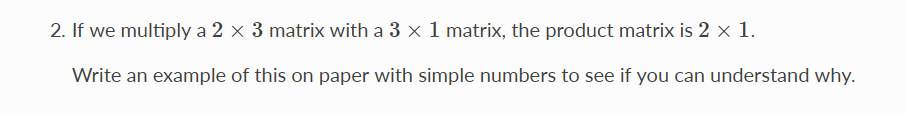 2. If we multiply a 2 × 3 matrix with a 3 × 1 matrix, the product matrix is 2 × 1.
Write an example of this on paper with simple numbers to see if you can understand why.